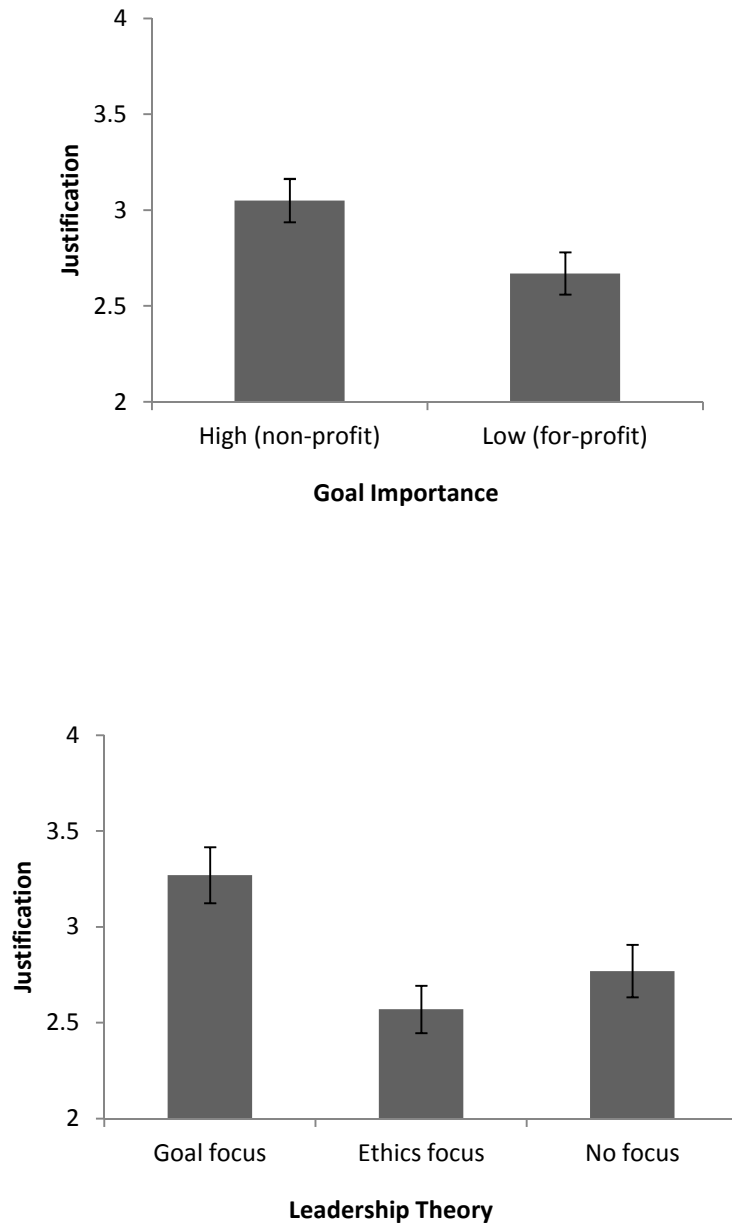 4
3.5
3
2.5
2
Justification
High (non-profit) Low (for-profit)
Goal Importance
4
3.5
3
2.5
2
Justification
Goal focus Ethics focus No focus
Leadership Theory